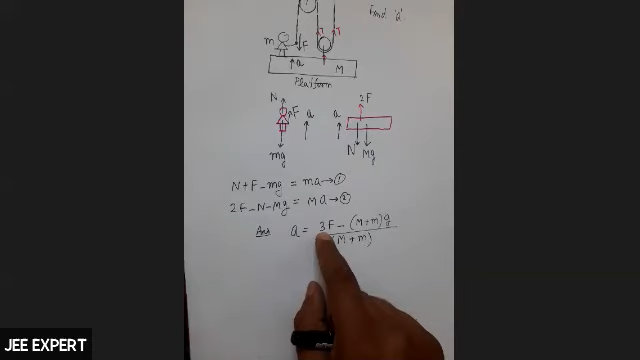 Find 'a'
T T
m F
a M
Platform
N F a a 2F
mg N Mg
N + F - mg = ma → ①
2F - N - Mg = Ma → ②
Ans a = 3F - (M+m)g
(M+m)
JEE EXPERT